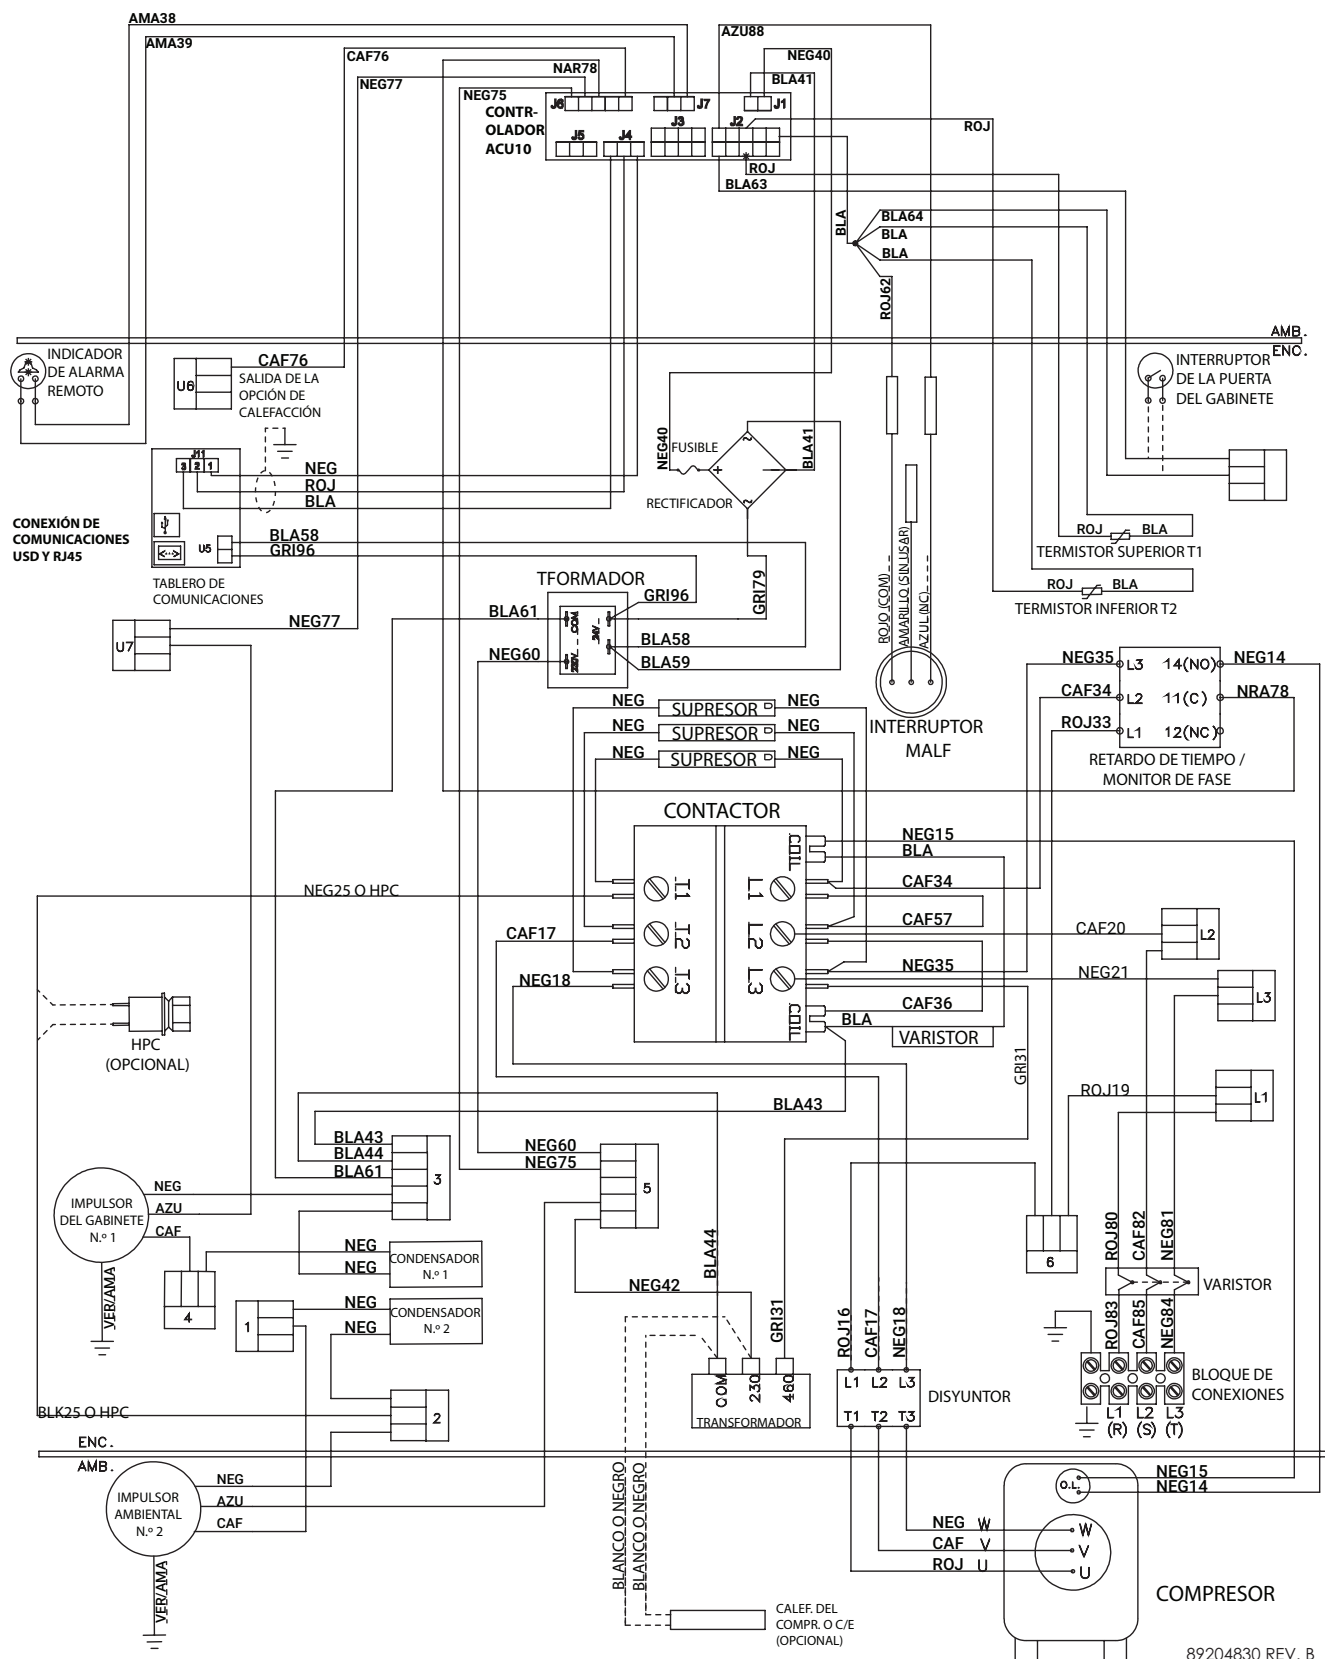 AMA38
AMA39
CAF76
NAR78
NEG77
NEG75
AZU88
NEG40
BLA41
J6
J7
J1
CONTR-
OLADOR
ACU10
J5
J4
J3
J2
ROJ
ROJ
BLA63
BLA
BLA64
BLA
BLA
ROJ62
AMB.
ENC.
INDICADOR
DE ALARMA
REMOTO
U6
CAF76
SALIDA DE LA
OPCIÓN DE
CALEFACCIÓN
INTERRUPTOR
DE LA PUERTA
DEL GABINETE
NEG40
FUSIBLE
BLA41
RECTIFICADOR
J11
3 2 1
NEG
ROJ
BLA
CONEXIÓN DE
COMUNICACIONES
USD Y RJ45
U5
BLA58
GRI96
TABLERO DE
COMUNICACIONES
ROJ
BLA
TERMISTOR SUPERIOR T1
ROJ
BLA
TERMISTOR INFERIOR T2
TFORMADOR
BLA61
COM
24V
230V
GRI96
GRI79
BLA58
BLA59
NEG60
NEG77
U7
ROJO (COM)
AMARILLO (SIN USAR)
AZUL (NC)
INTERRUPTOR
MALF
NEG35
L3
14(NO)
NEG14
CAF34
L2
11(C)
NRA78
ROJ33
L1
12(NC)
RETARDO DE TIEMPO /
MONITOR DE FASE
NEG
SUPRESOR
NEG
NEG
SUPRESOR
NEG
NEG
SUPRESOR
NEG
CONTACTOR
COIL
NEG15
BLA
NEG25 O HPC
T1
L1
CAF34
CAF57
CAF17
T2
L2
CAF20
L2
NEG35
NEG18
T3
L3
NEG21
L3
CAF36
COIL
BLA
VARISTOR
HPC
(OPCIONAL)
GRI31
ROJ19
L1
BLA43
BLA43
BLA44
BLA61
3
NEG60
NEG75
5
IMPULSOR
DEL GABINETE
N.º 1
NEG
AZU
CAF
VER/AMA
4
NEG
NEG
CONDENSADOR
N.º 1
1
NEG
NEG
CONDENSADOR
N.º 2
BLA44
NEG42
GRI31
ROJ16
CAF17
NEG18
6
ROJ80
CAF82
NEG81
VARISTOR
ROJ83
CAF85
NEG84
BLOQUE DE
CONEXIONES
L1
(R)
L2
(S)
L3
(T)
BLK25 O HPC
2
COM
230
460
TRANSFORMADOR
L1 L2 L3
T1 T2 T3
DISYUNTOR
ENC.
AMB.
IMPULSOR
AMBIENTAL
N.º 2
NEG
AZU
CAF
VER/AMA
BLANCO O NEGRO
BLANCO O NEGRO
CALEF. DEL
COMPR. O C/E
(OPCIONAL)
O.L.
NEG15
NEG14
NEG W
CAF V
ROJ U
W
V
U
COMPRESOR
89204830 REV. B